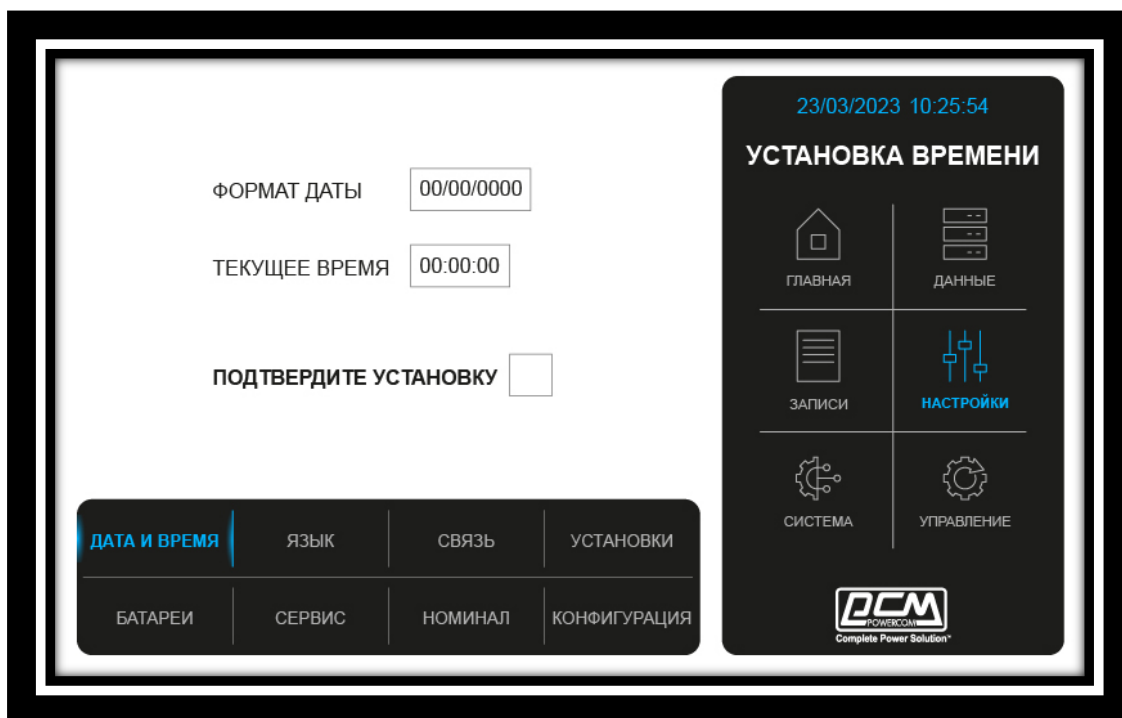 23/03/2023 10:25:54
УСТАНОВКА ВРЕМЕНИ
ФОРМАТ ДАТЫ 00/00/0000
ТЕКУЩЕЕ ВРЕМЯ 00:00:00
ПОДТВЕРДИТЕ УСТАНОВКУ
ГЛАВНАЯ ДАННЫЕ
ЗАПИСИ НАСТРОЙКИ
СИСТЕМА УПРАВЛЕНИЕ
ДАТА И ВРЕМЯ ЯЗЫК СВЯЗЬ УСТАНОВКИ
БАТАРЕИ СЕРВИС НОМИНАЛ КОНФИГУРАЦИЯ
PCM
POWERCOM
Complete Power Solution™